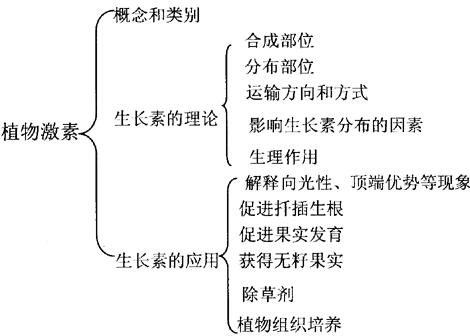 植物激素
概念和类别
生长素的理论
合成部位
分布部位
运输方向和方式
影响生长素分布的因素
生理作用
生长素的应用
解释向光性、顶端优势等现象
促进扦插生根
促进果实发育
获得无籽果实
除草剂
植物组织培养